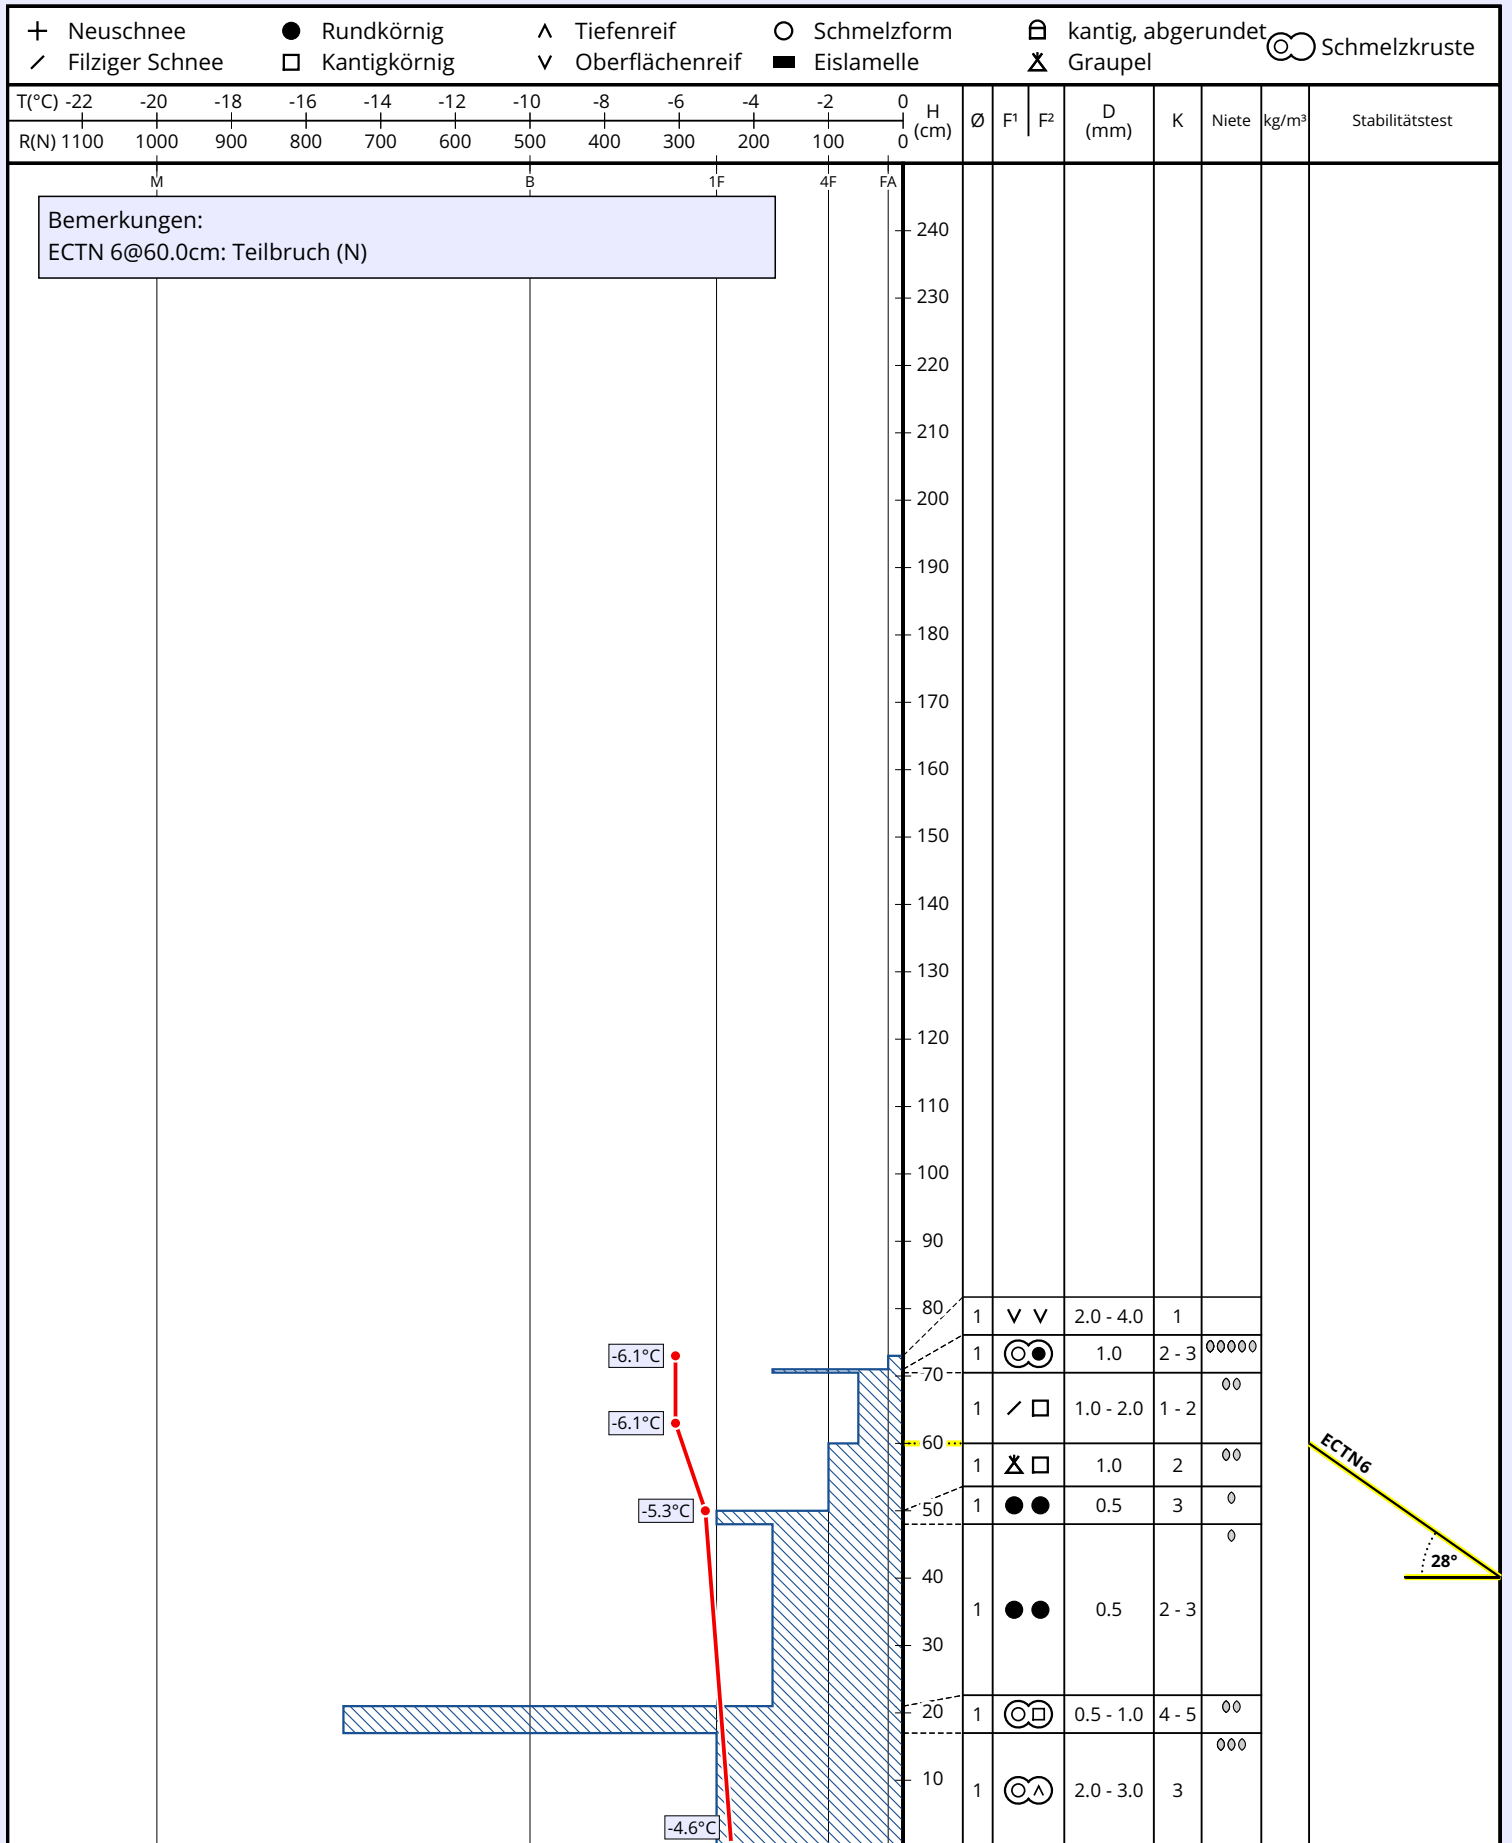 Neuschnee Rundkörnig Tiefenreif Schmelzform kantig, abgerundet Schmelzkruste
Filziger Schnee Kantigkörnig Oberflächenreif Eislamelle Graupel
T(°C) -22 -20 -18 -16 -14 -12 -10 -8 -6 -4 -2 0
R(N) 1100 1000 900 800 700 600 500 400 300 200 100 0
H (cm) Ø F¹ F² D (mm) K Niete kg/m³ Stabilitätstest
M B 1F 4F FA
Bemerkungen:
ECTN 6@60.0cm: Teilbruch (N)
240
230
220
210
200
190
180
170
160
150
140
130
120
110
100
90
80
1 2.0 - 4.0 1
-6.1°C
1 1.0 2 - 3
70
1 1.0 - 2.0 1 - 2
-6.1°C
60
ECTN6
1 1.0 2
-5.3°C 50
1 0.5 3
28°
40
1 0.5 2 - 3
30
20
1 0.5 - 1.0 4 - 5
10
1 2.0 - 3.0 3
-4.6°C